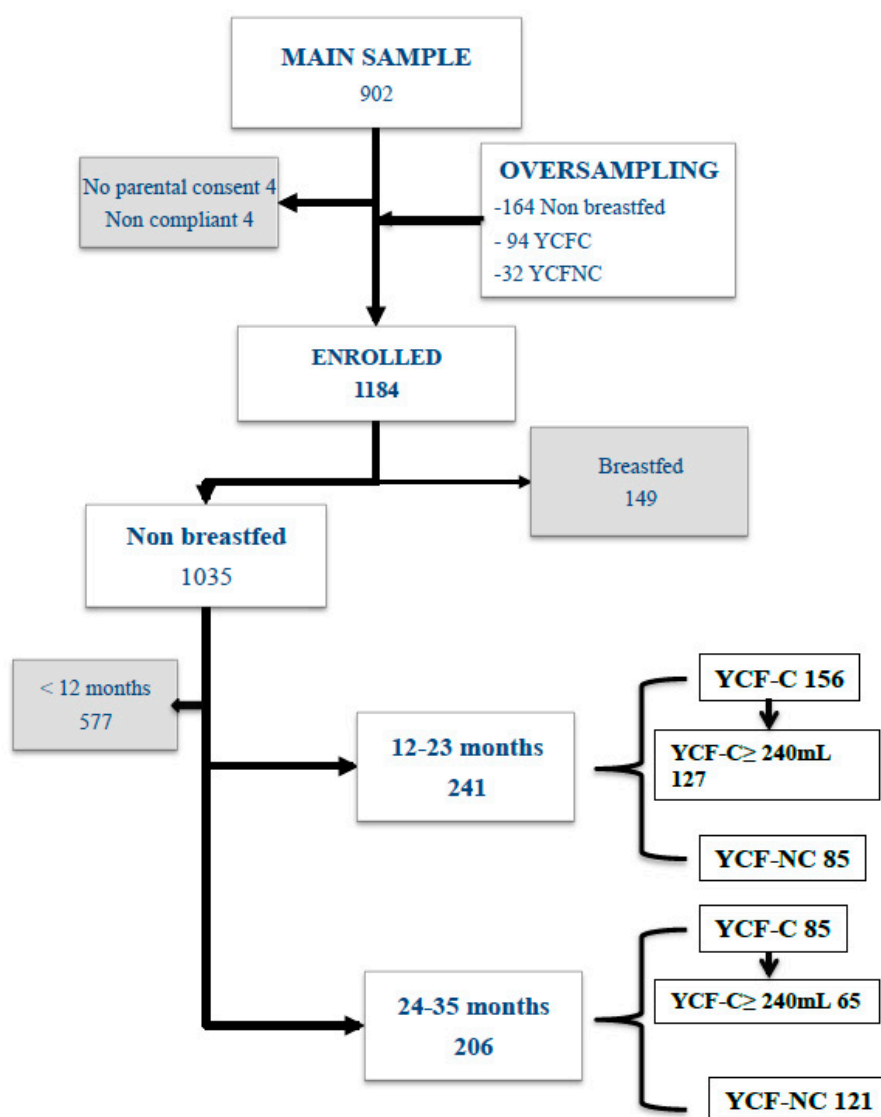 MAIN SAMPLE
902
No parental consent 4
Non compliant 4
OVERSAMPLING
-164 Non breastfed
- 94 YCFC
-32 YCFNC
ENROLLED
1184
Breastfed
149
Non breastfed
1035
< 12 months
577
12-23 months
241
YCF-C 156
YCF-C≥ 240mL
127
YCF-NC 85
24-35 months
206
YCF-C 85
YCF-C≥ 240mL 65
YCF-NC 121